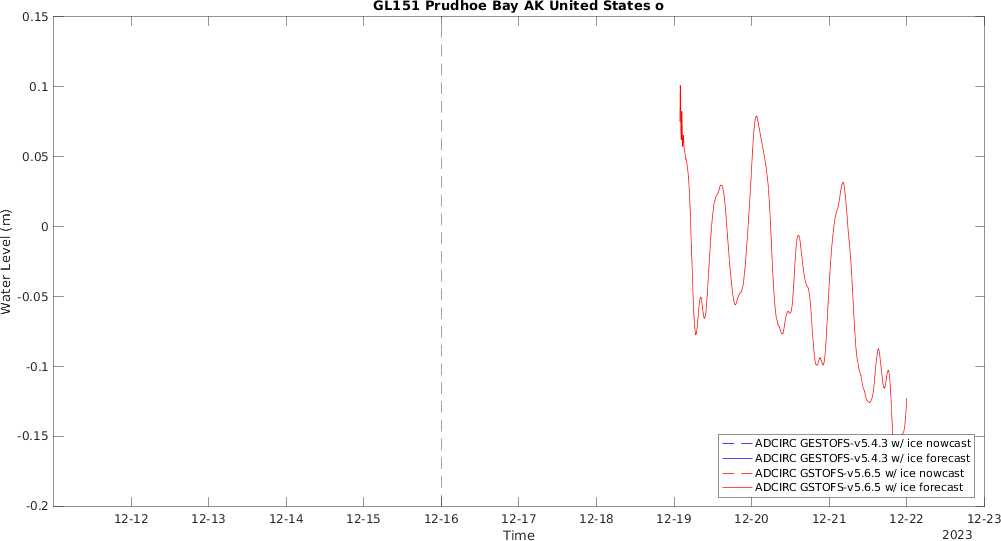 GL151 Prudhoe Bay AK United States o
0.15
0.1
0.05
0
-0.05
-0.1
-0.15
-0.2
Water Level (m)
ADCIRC GESTOFS-v5.4.3 w/ ice nowcast
ADCIRC GESTOFS-v5.4.3 w/ ice forecast
ADCIRC GSTOFS-v5.6.5 w/ ice nowcast
ADCIRC GSTOFS-v5.6.5 w/ ice forecast
12-12 12-13 12-14 12-15 12-16 12-17 12-18 12-19 12-20 12-21 12-22 12-23
Time
2023